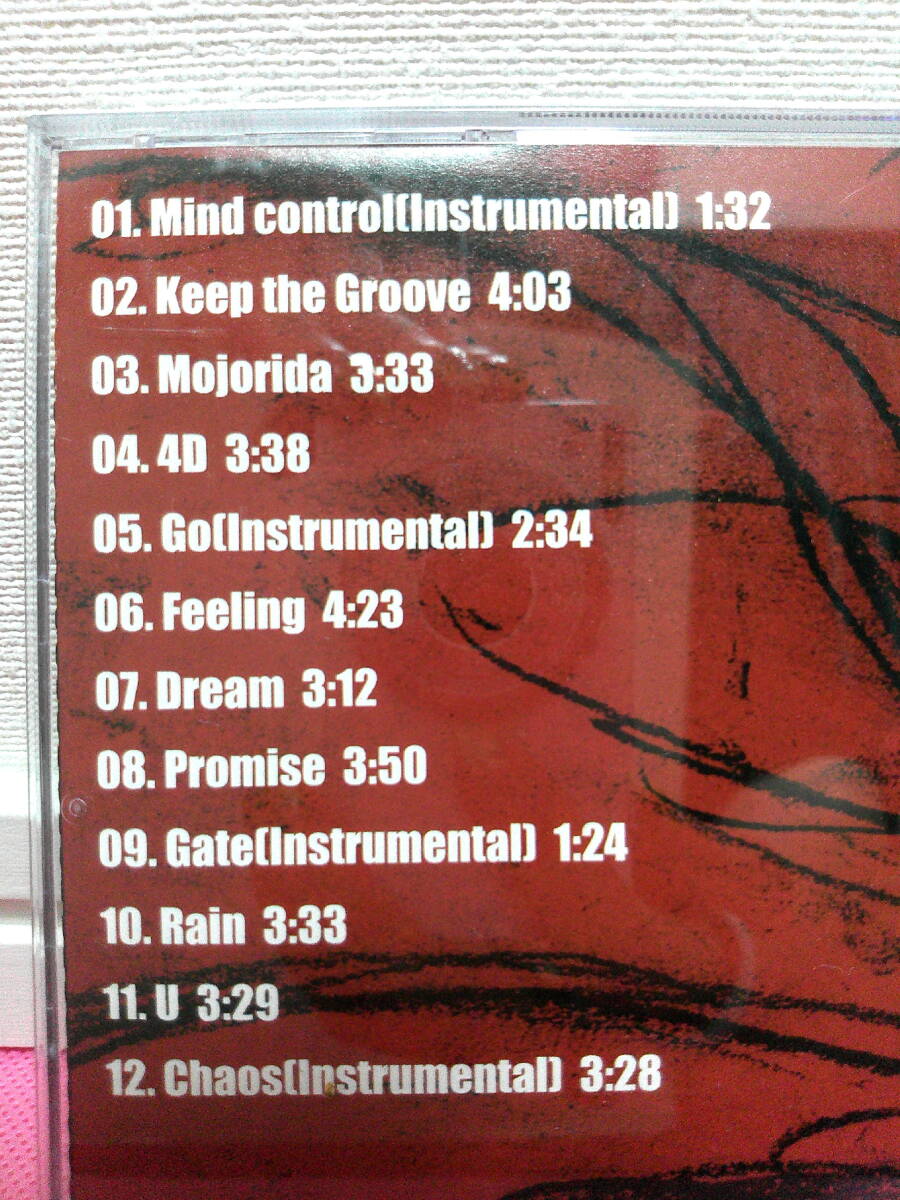 01. Mind control(Instrumental) 1:32
02. Keep the Groove 4:03
03. Mojorida 3:33
04. 4D 3:38
05. Go(Instrumental) 2:34
06. Feeling 4:23
07. Dream 3:12
08. Promise 3:50
09. Gate(Instrumental) 1:24
10. Rain 3:33
11. U 3:29
12. Chaos(Instrumental) 3:28